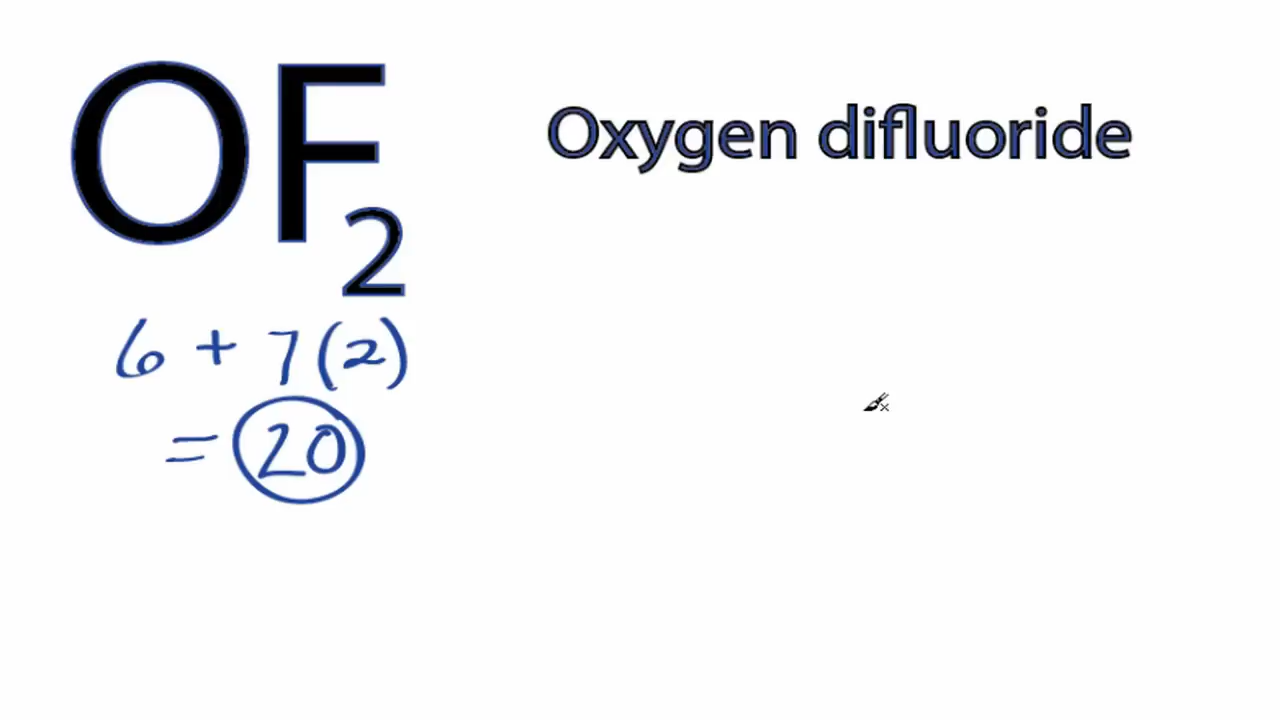 OF2
Oxygen difluoride
6 + 7(2)
= 20